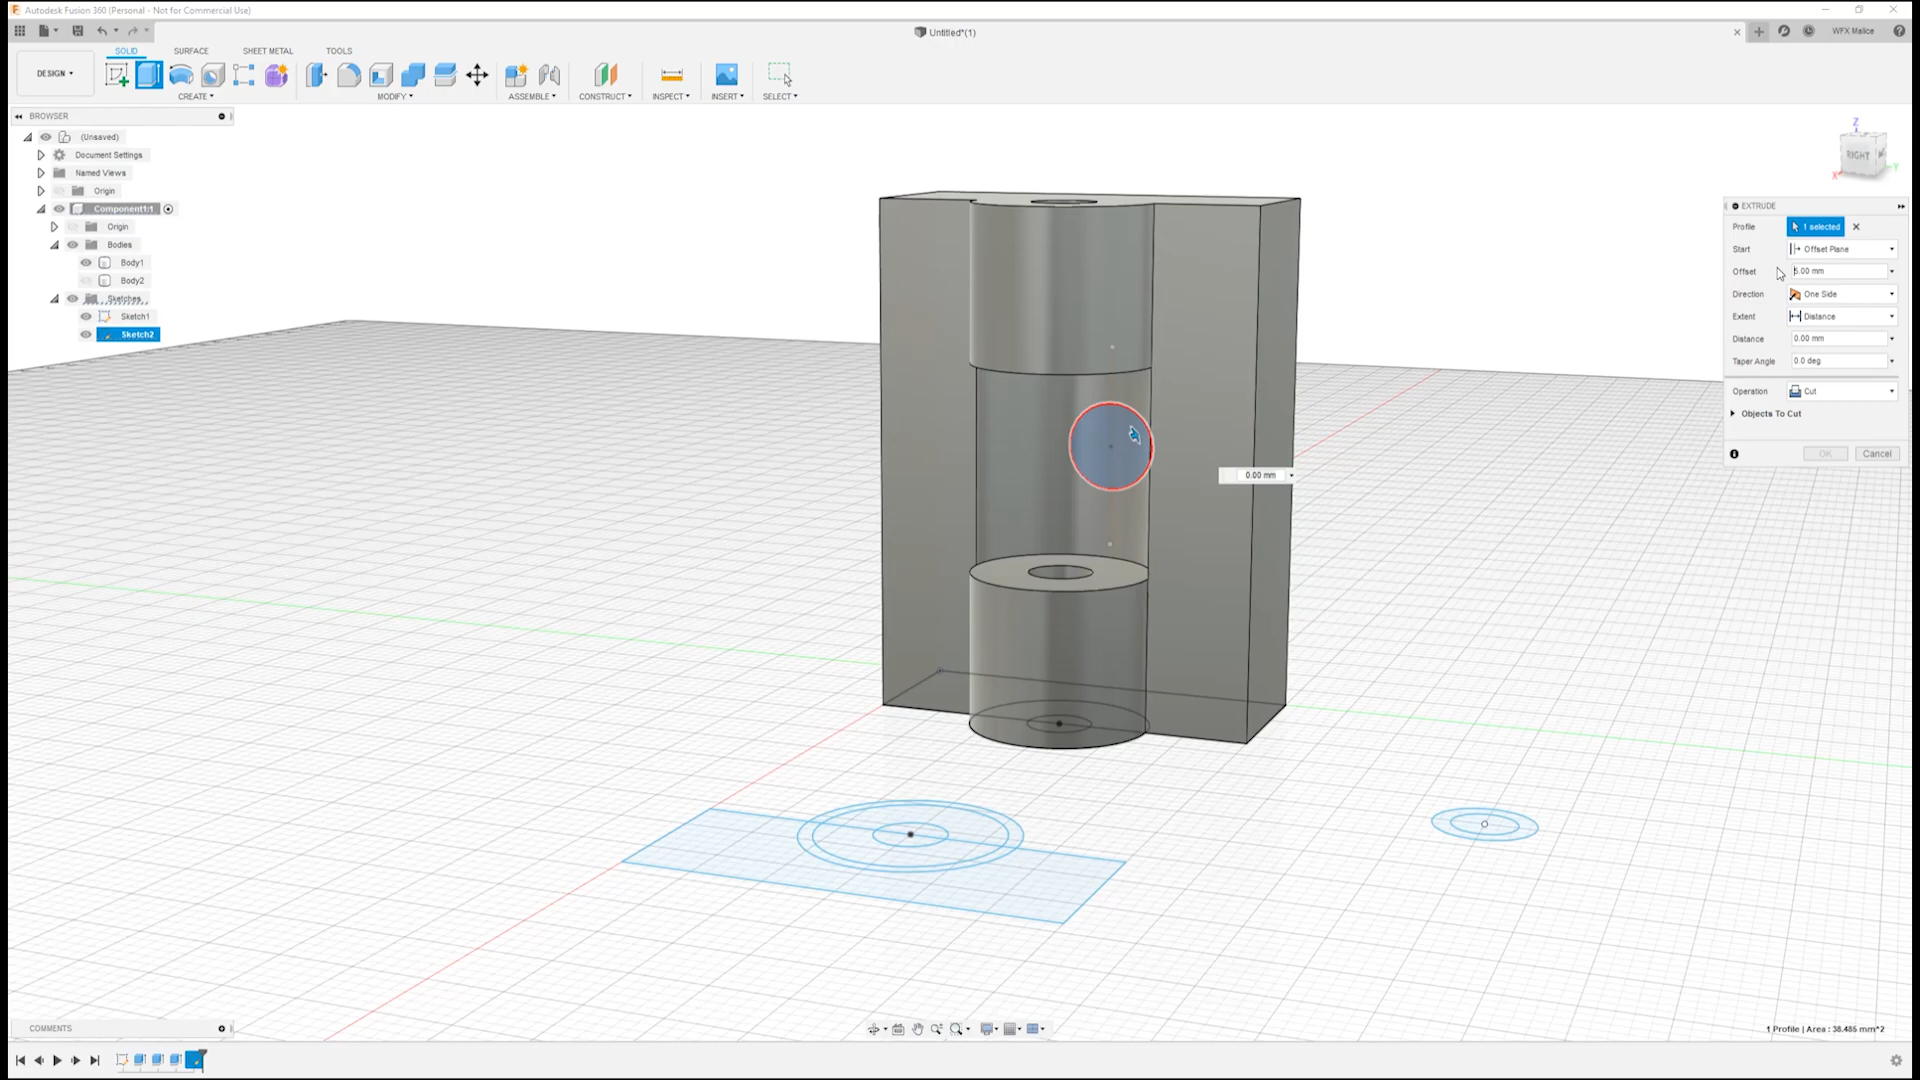 Autodesk Fusion 360 (Personal - Not for Commercial Use)
Untitled*(1)
WFX Malice
SOLID
SURFACE
SHEET METAL
TOOLS
DESIGN
CREATE
MODIFY
ASSEMBLE
CONSTRUCT
INSPECT
INSERT
SELECT
BROWSER
(Unsaved)
Document Settings
Named Views
Origin
Component1:1
Origin
Bodies
Body1
Body2
Sketches
Sketch1
Sketch2
Z
RIGHT
X
Y
EXTRUDE
Profile 1 selected
Start Offset Plane
Offset 5.00 mm
Direction One Side
Extent Distance
Distance 0.00 mm
Taper Angle 0.0 deg
Operation Cut
Objects To Cut
OK Cancel
0.00 mm
COMMENTS
1 Profile | Area : 38.485 mm^2